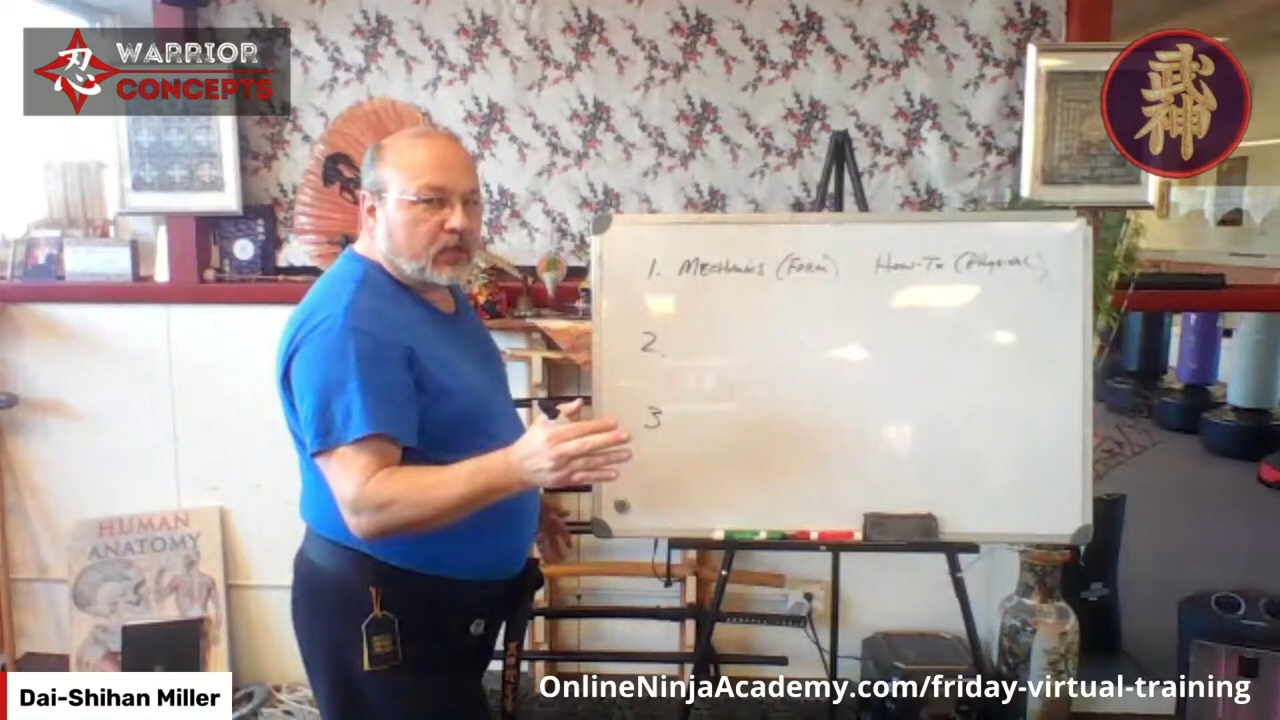 忍
WARRIOR
CONCEPTS
武神
1. MECHANICS (FORM) HOW-TO (PHYSICAL)
2.
3
HUMAN
ANATOMY
Dai-Shihan Miller
OnlineNinjaAcademy.com/friday-virtual-training